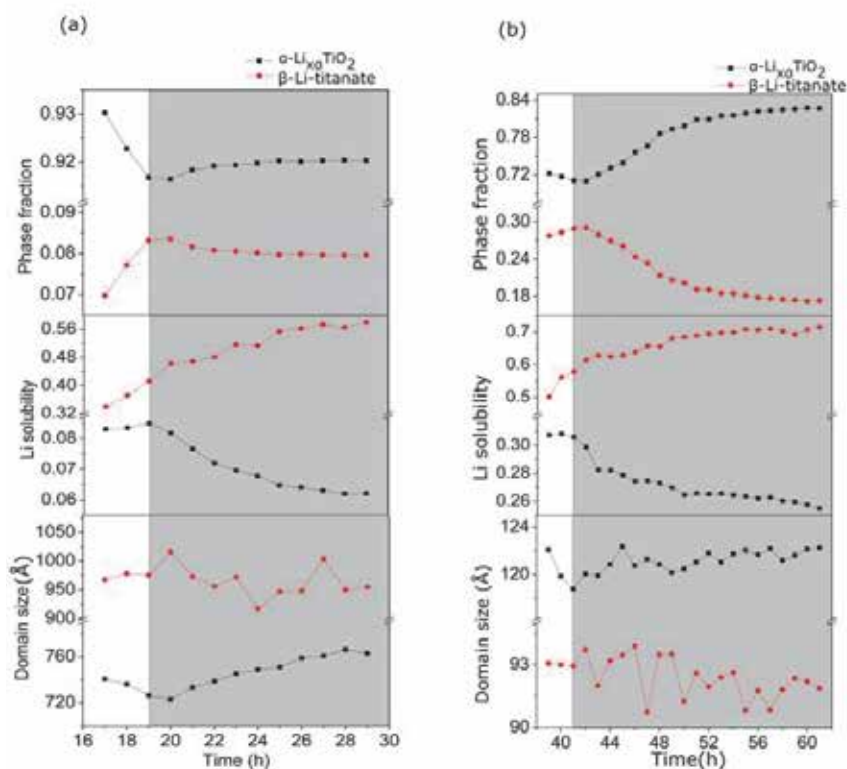 (a)
α-LixαTiO2
β-Li-titanate
0.93
0.92
0.09
0.08
0.07
Phase fraction
0.56
0.48
0.40
0.32
0.08
0.07
0.06
Li solubility
1050
1000
950
900
760
720
Domain size(Å)
16 18 20 22 24 26 28 30
Time (h)
(b)
α-LixαTiO2
β-Li-titanate
0.84
0.78
0.72
0.30
0.24
0.18
Phase fraction
0.7
0.6
0.5
0.30
0.28
0.26
Li solubility
124
120
93
90
Domain size (Å)
40 44 48 52 56 60
Time(h)